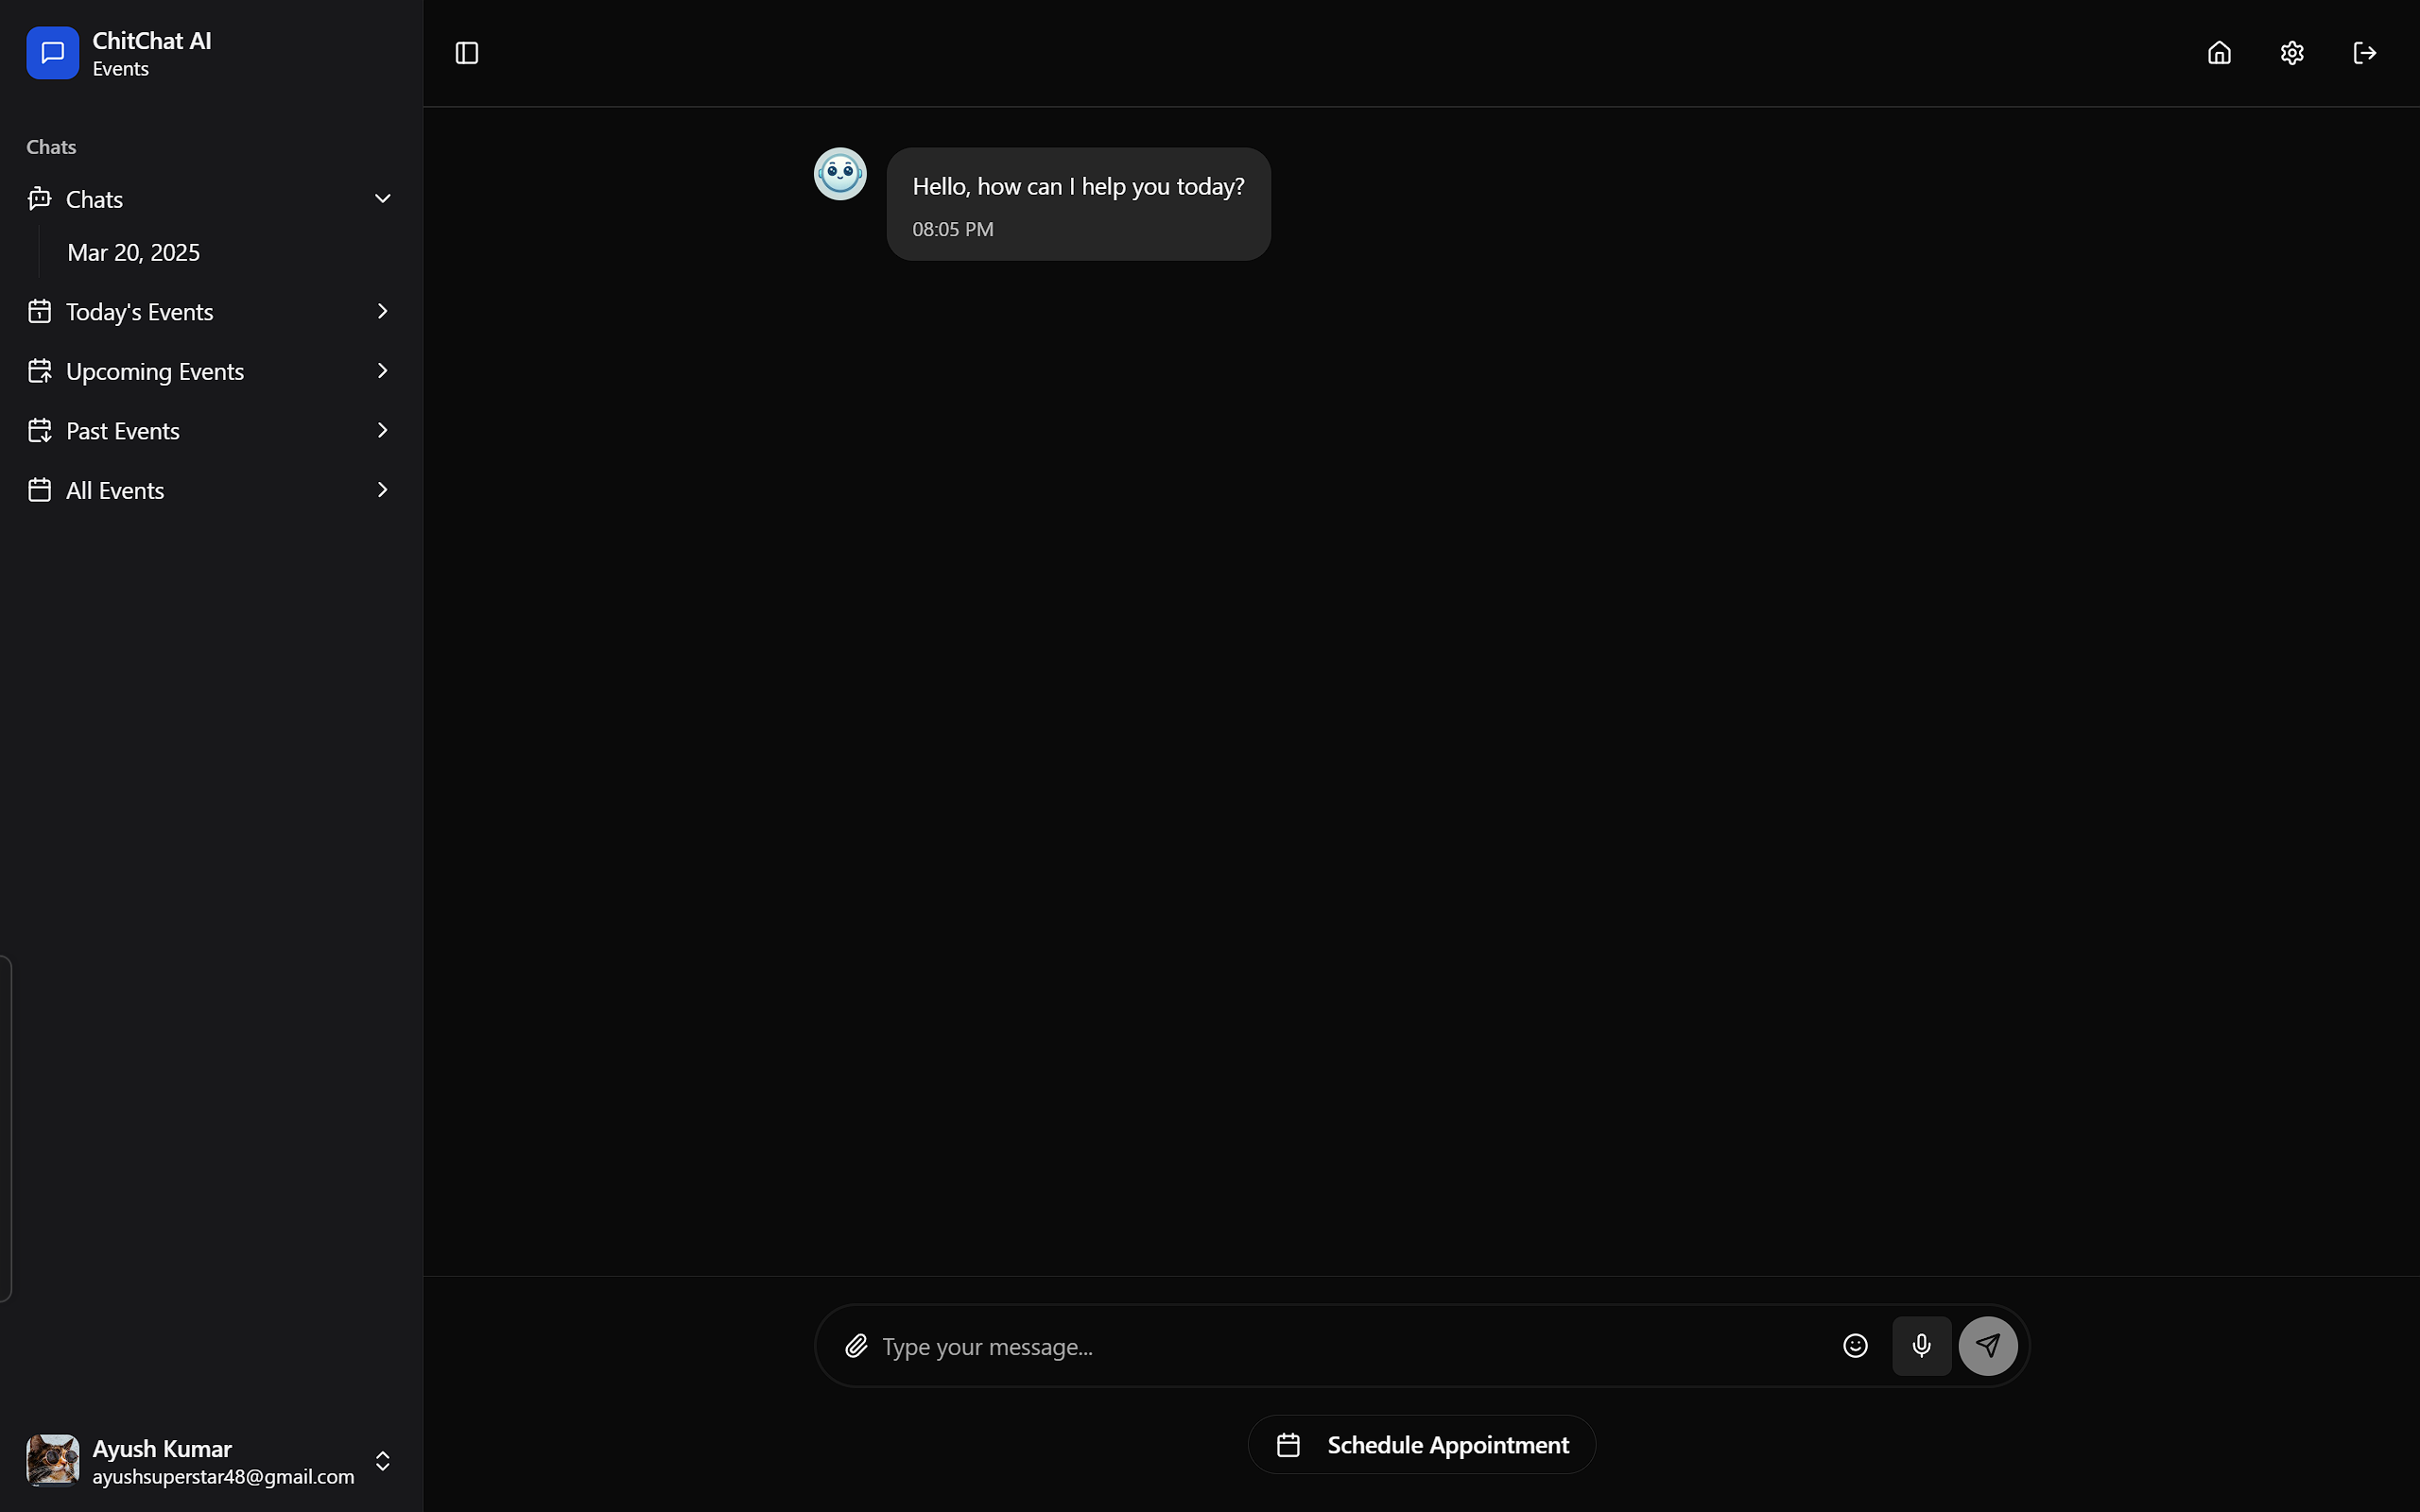 ChitChat AI
Events
Chats
Chats
Mar 20, 2025
Today's Events
Upcoming Events
Past Events
All Events
Ayush Kumar
ayushsuperstar48@gmail.com
Hello, how can I help you today?
08:05 PM
Type your message...
Schedule Appointment